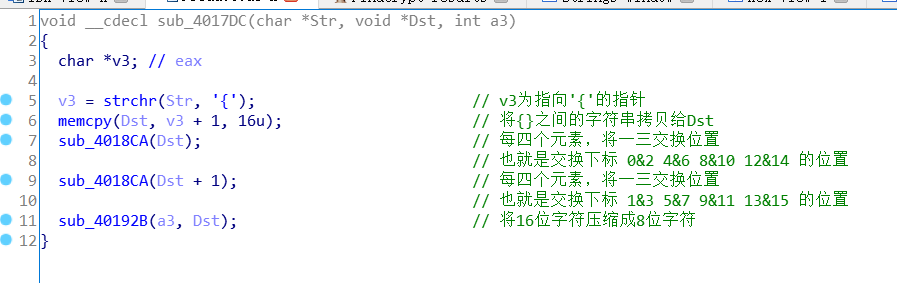 1 void __cdecl sub_4017DC(char *Str, void *Dst, int a3)
2 {
3 char *v3; // eax
4
5 v3 = strchr(Str, '{'); // v3为指向'{'的指针
6 memcpy(Dst, v3 + 1, 16u); // 将{}之间的字符串拷贝给Dst
7 sub_4018CA(Dst); // 每四个元素，将一三交换位置
8 // 也就是交换下标 0&2 4&6 8&10 12&14 的位置
9 sub_4018CA(Dst + 1); // 每四个元素，将一三交换位置
10 // 也就是交换下标 1&3 5&7 9&11 13&15 的位置
11 sub_40192B(a3, Dst); // 将16位字符压缩成8位字符
12 }